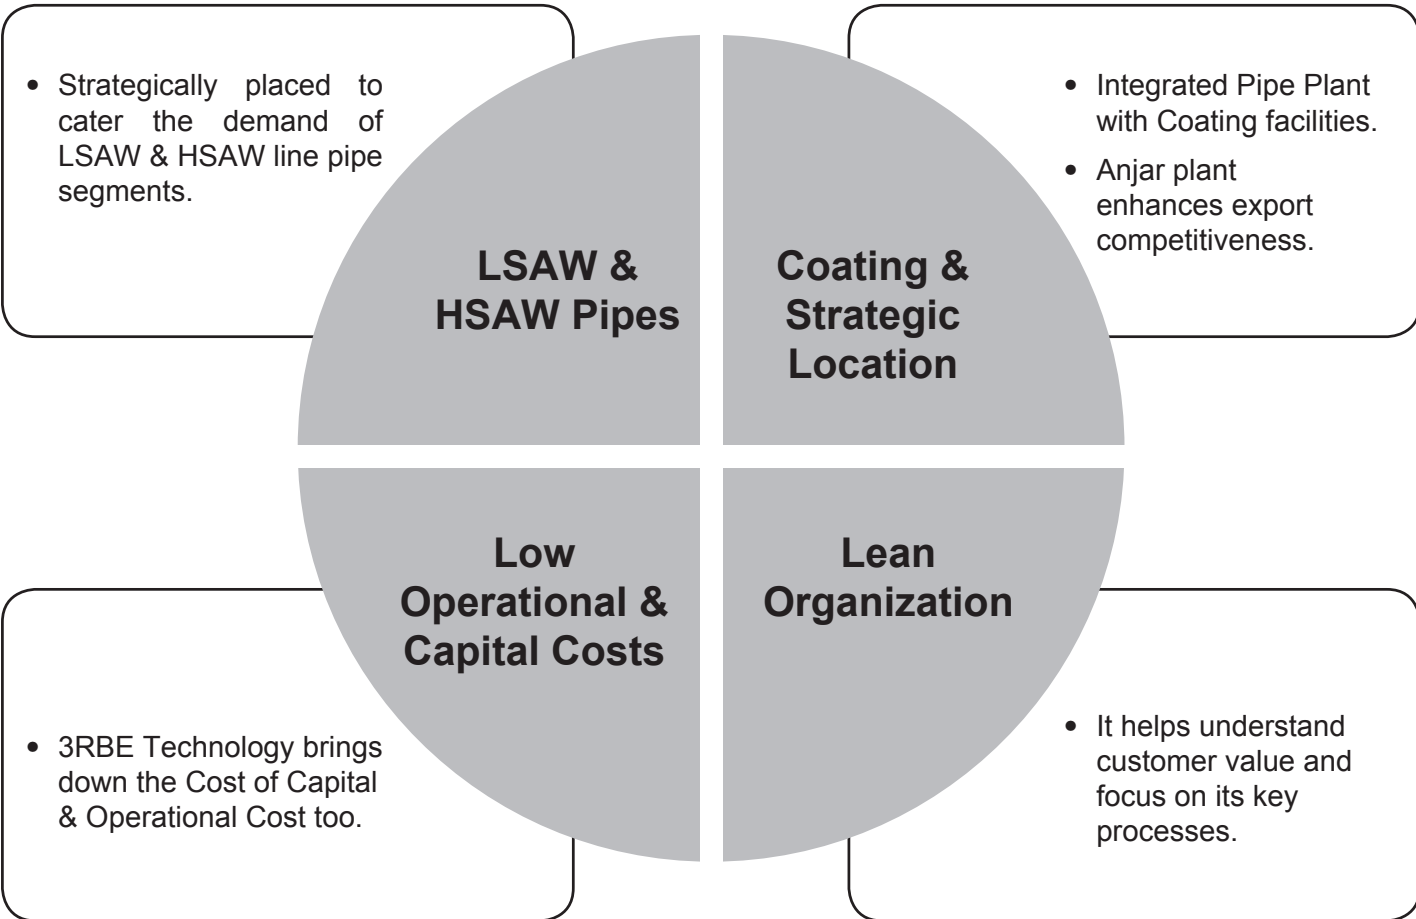 • Strategically placed to
cater the demand of
LSAW & HSAW line pipe
segments.
LSAW &
HSAW Pipes
Coating &
Strategic
Location
• Integrated Pipe Plant
with Coating facilities.
• Anjar plant
enhances export
competitiveness.
Low
Operational &
Capital Costs
• 3RBE Technology brings
down the Cost of Capital
& Operational Cost too.
Lean
Organization
• It helps understand
customer value and
focus on its key
processes.